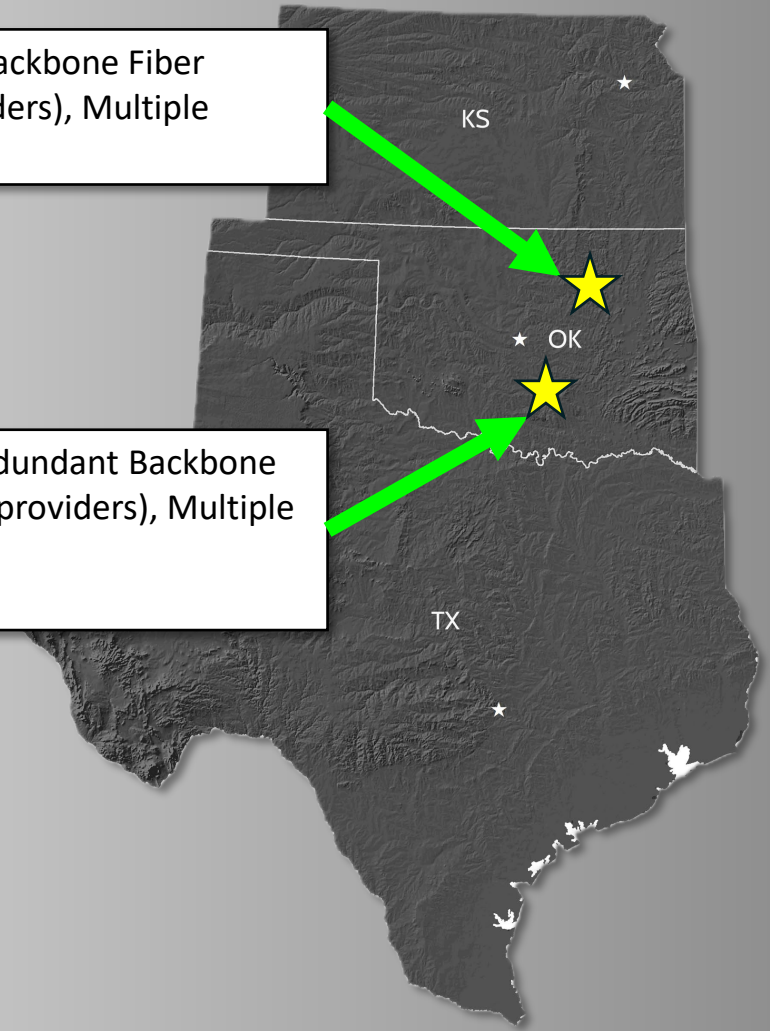 ackbone Fiber
ders), Multiple
KS
OK
dundant Backbone
providers), Multiple
TX